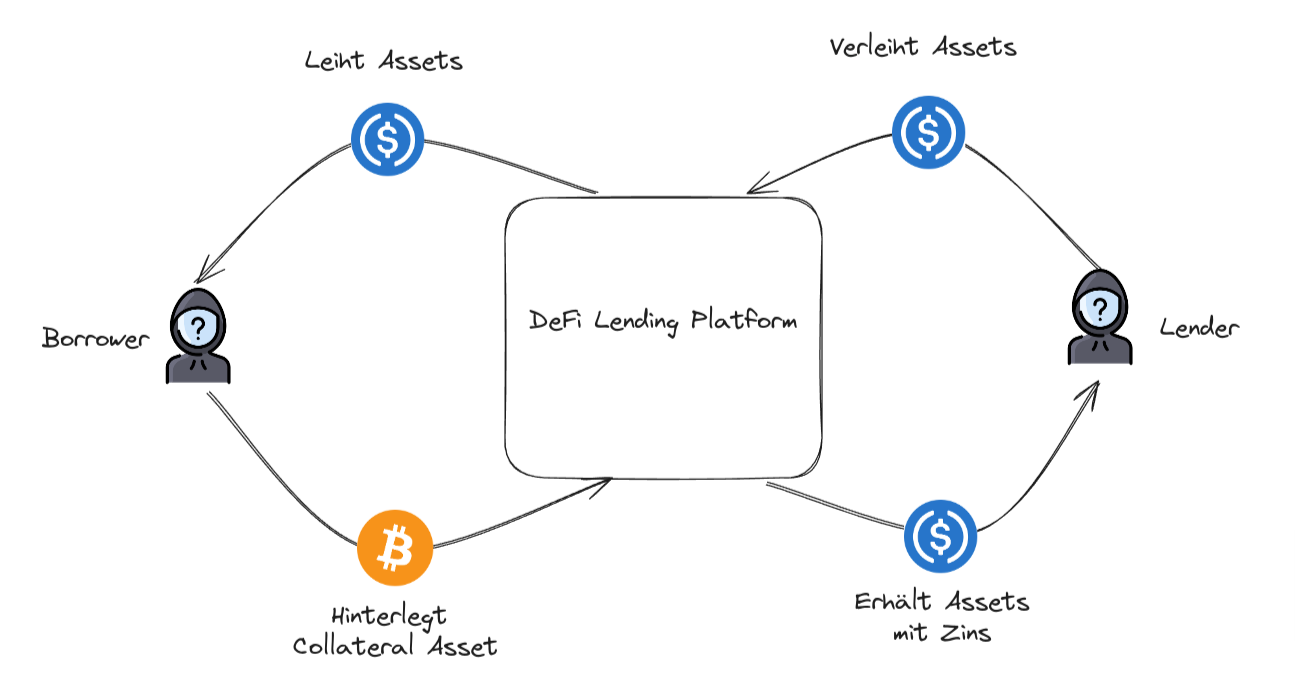 Leiht Assets
Verleiht Assets
DeFi Lending Platform
Borrower
Lender
Hinterlegt
Collateral Asset
Erhält Assets
mit Zins